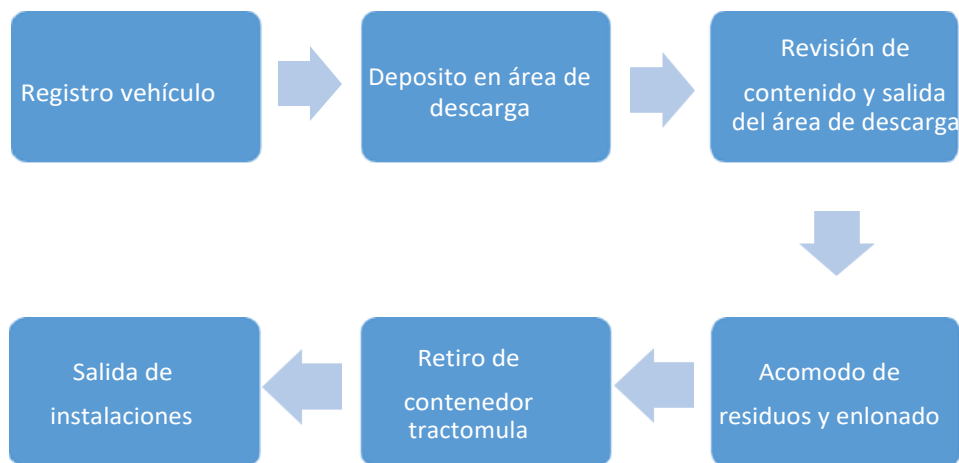 Registro vehículo
Deposito en área de
descarga
Revisión de
contenido y salida
del área de descarga
Acomodo de
residuos y enlonado
Retiro de
contenedor
tractomula
Salida de
instalaciones